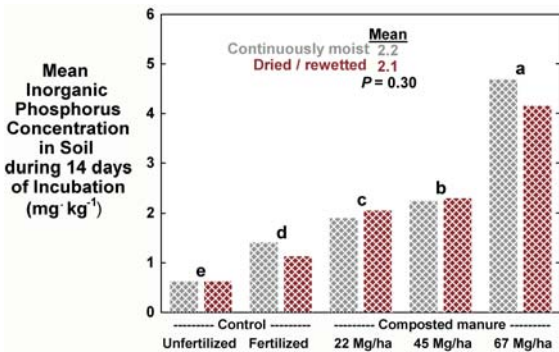 Mean
Inorganic
Phosphorus
Concentration
in Soil
during 14 days
of Incubation
(mg· kg-1)
6
5
4
3
2
1
0
Mean
Continuously moist 2.2
Dried / rewetted 2.1
P = 0.30
e
d
c
b
a
--------- Control --------- --------- Composted manure ---------
Unfertilized Fertilized 22 Mg/ha 45 Mg/ha 67 Mg/ha